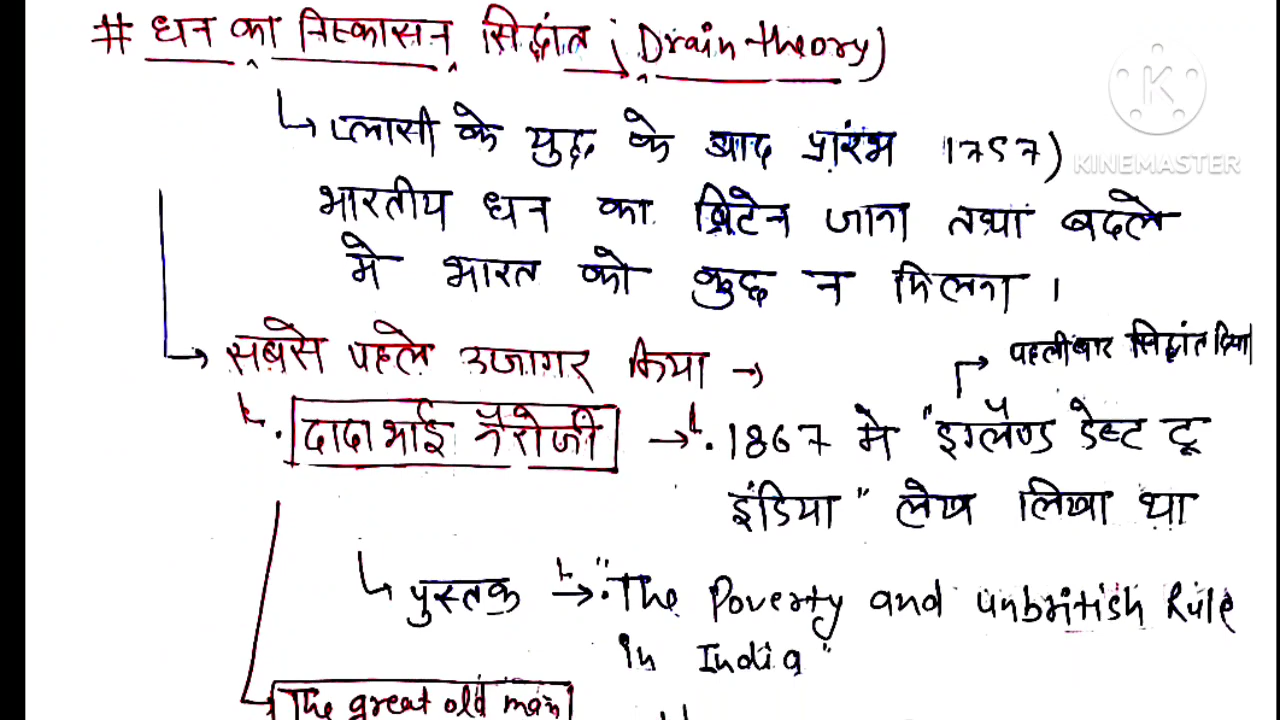 # धन का निस्कासन सिद्धांत (Drain theory)
K
KINEMASTER
↳ प्लासी के युद्ध के बाद प्रारंभ 1757)
भारतीय धन का ब्रिटेन जाना तथा बदले
मे भारत को कुछ न मिलना ।
→ सबसे पहले उजागर किया →
→ पहलीबार सिद्धांत दिया
दादा भाई नैरोजी → . 1867 मे "इग्लैण्ड डेब्ट टू
इंडिया" लेख लिखा था
↳ पुस्तक → "The Poverty and unbritish Rule
in India"
The great old man